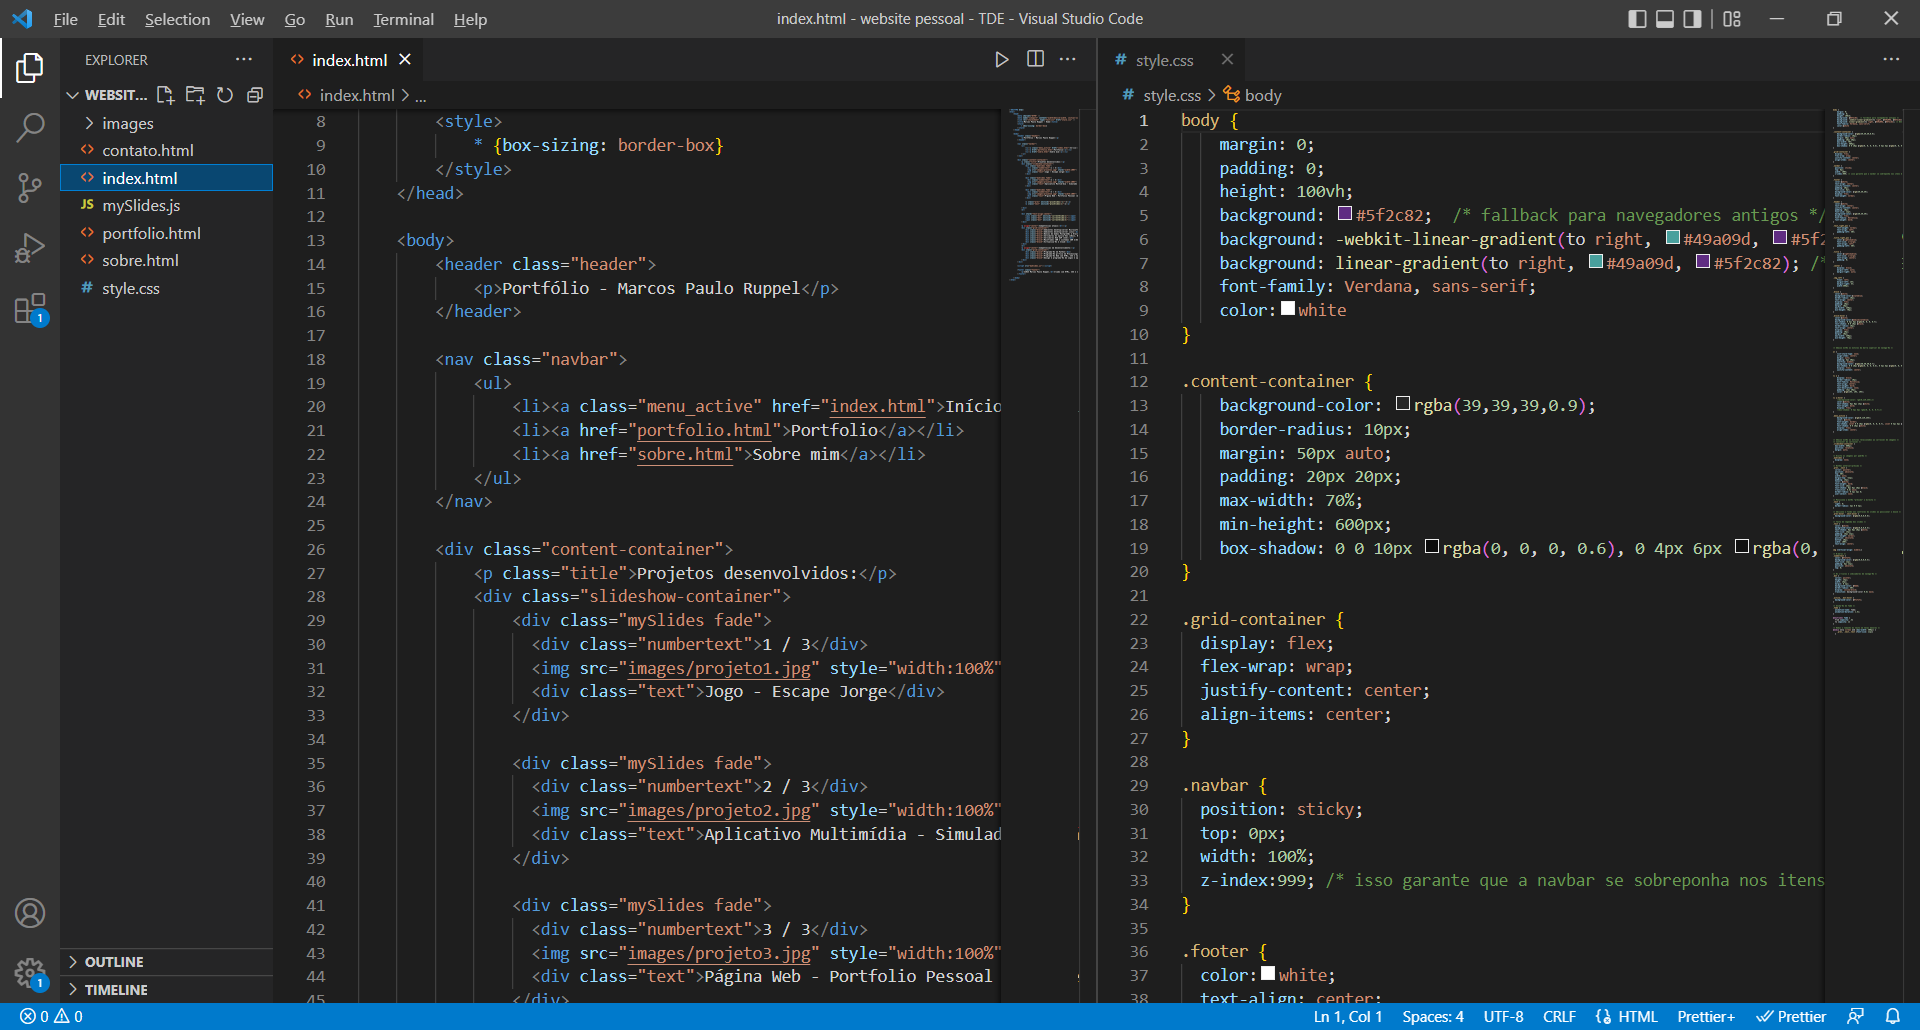 File Edit Selection View Go Run Terminal Help
index.html - website pessoal - TDE - Visual Studio Code
EXPLORER
WEBSIT...
images
contato.html
index.html
JS mySlides.js
portfolio.html
sobre.html
# style.css
OUTLINE
TIMELINE
1
1
index.html
index.html > ...
8 <style>
9 * {box-sizing: border-box}
10 </style>
11 </head>
12
13 <body>
14 <header class="header">
15 <p>Portfólio - Marcos Paulo Ruppel</p>
16 </header>
17
18 <nav class="navbar">
19 <ul>
20 <li><a class="menu_active" href="index.html">Início
21 <li><a href="portfolio.html">Portfolio</a></li>
22 <li><a href="sobre.html">Sobre mim</a></li>
23 </ul>
24 </nav>
25
26 <div class="content-container">
27 <p class="title">Projetos desenvolvidos:</p>
28 <div class="slideshow-container">
29 <div class="mySlides fade">
30 <div class="numbertext">1 / 3</div>
31 <img src="images/projeto1.jpg" style="width:100%"
32 <div class="text">Jogo - Escape Jorge</div>
33 </div>
34
35 <div class="mySlides fade">
36 <div class="numbertext">2 / 3</div>
37 <img src="images/projeto2.jpg" style="width:100%"
38 <div class="text">Aplicativo Multimídia - Simulad
39 </div>
40
41 <div class="mySlides fade">
42 <div class="numbertext">3 / 3</div>
43 <img src="images/projeto3.jpg" style="width:100%"
44 <div class="text">Página Web - Portfolio Pessoal
45 </div>
# style.css
# style.css > body
1 body {
2 margin: 0;
3 padding: 0;
4 height: 100vh;
5 background: #5f2c82; /* fallback para navegadores antigos */
6 background: -webkit-linear-gradient(to right, #49a09d, #5f2
7 background: linear-gradient(to right, #49a09d, #5f2c82); /*
8 font-family: Verdana, sans-serif;
9 color: white
10 }
11
12 .content-container {
13 background-color: rgba(39,39,39,0.9);
14 border-radius: 10px;
15 margin: 50px auto;
16 padding: 20px 20px;
17 max-width: 70%;
18 min-height: 600px;
19 box-shadow: 0 0 10px rgba(0, 0, 0, 0.6), 0 4px 6px rgba(0,
20 }
21
22 .grid-container {
23 display: flex;
24 flex-wrap: wrap;
25 justify-content: center;
26 align-items: center;
27 }
28
29 .navbar {
30 position: sticky;
31 top: 0px;
32 width: 100%;
33 z-index:999; /* isso garante que a navbar se sobreponha nos itens
34 }
35
36 .footer {
37 color: white;
38 text-align: center;
0 0
Ln 1, Col 1 Spaces: 4 UTF-8 CRLF HTML Prettier+ Prettier